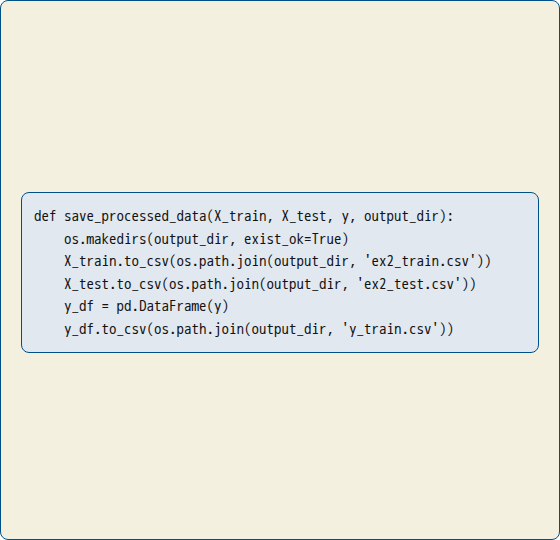 def save_processed_data(X_train, X_test, y, output_dir):
    os.makedirs(output_dir, exist_ok=True)
    X_train.to_csv(os.path.join(output_dir, 'ex2_train.csv'))
    X_test.to_csv(os.path.join(output_dir, 'ex2_test.csv'))
    y_df = pd.DataFrame(y)
    y_df.to_csv(os.path.join(output_dir, 'y_train.csv'))